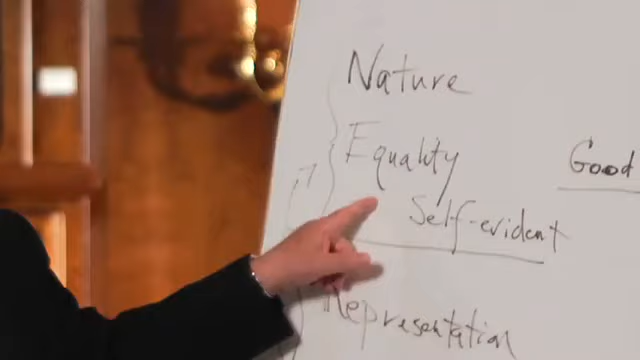 Nature
Equality
Good
Self-evident
Representation